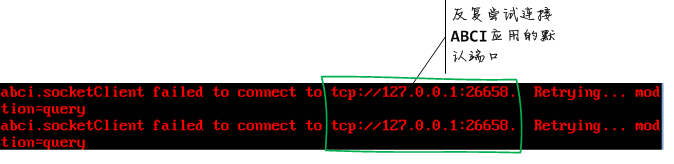 反复尝试连接
ABCI应用的默
认端口
abci.socketClient failed to connect to tcp://127.0.0.1:26658.  Retrying... mod
tion=query
abci.socketClient failed to connect to tcp://127.0.0.1:26658.  Retrying... mod
tion=query